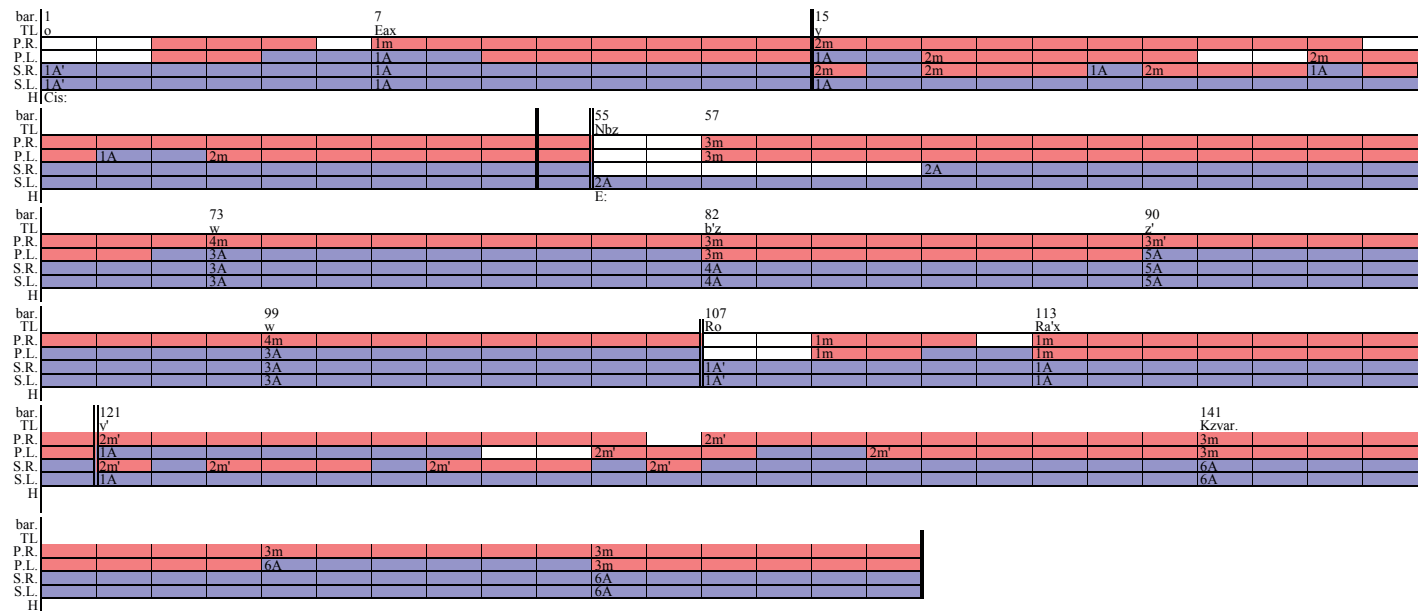 bar. 1 7 15
TL o Eax v
P.R. 1m 2m
P.L. 1A 1A 2m 2m
S.R. 1A' 1A 2m 2m 1A 2m 1A
S.L. 1A' 1A 1A
H Cis:
bar. 55 57
TL Nbz
P.R. 3m
P.L. 1A 2m 3m
S.R. 2A
S.L. 2A
H E:
bar. 73 82 90
TL w b'z z'
P.R. 4m 3m 3m'
P.L. 3A 3m 5A
S.R. 3A 4A 5A
S.L. 3A 4A 5A
H
bar. 99 107 113
TL w Ro Ra'x
P.R. 4m 1m 1m
P.L. 3A 1m 1m
S.R. 3A 1A' 1A
S.L. 3A 1A' 1A
H
bar. 121 141
TL v' Kzvar.
P.R. 2m' 2m' 3m
P.L. 1A 2m' 2m' 3m
S.R. 2m' 2m' 2m' 2m' 6A
S.L. 1A 6A
H
bar.
TL
P.R. 3m 3m
P.L. 6A 3m
S.R. 6A
S.L. 6A
H